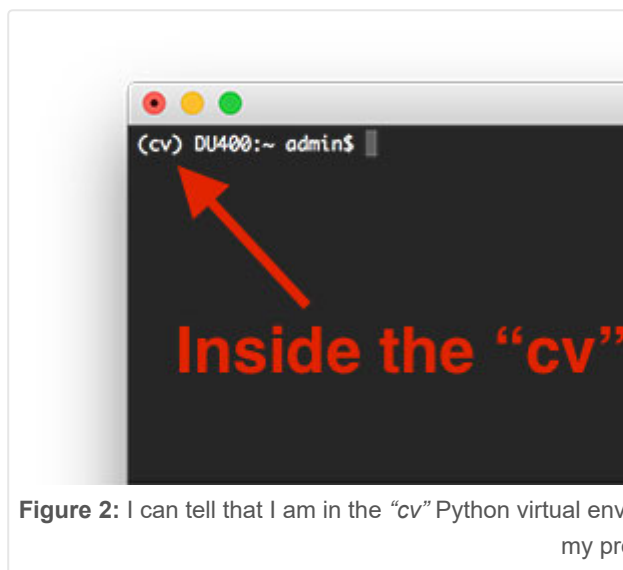 (cv) DU400:~ admin$
Inside the “cv”
Figure 2: I can tell that I am in the “cv” Python virtual env
my pr